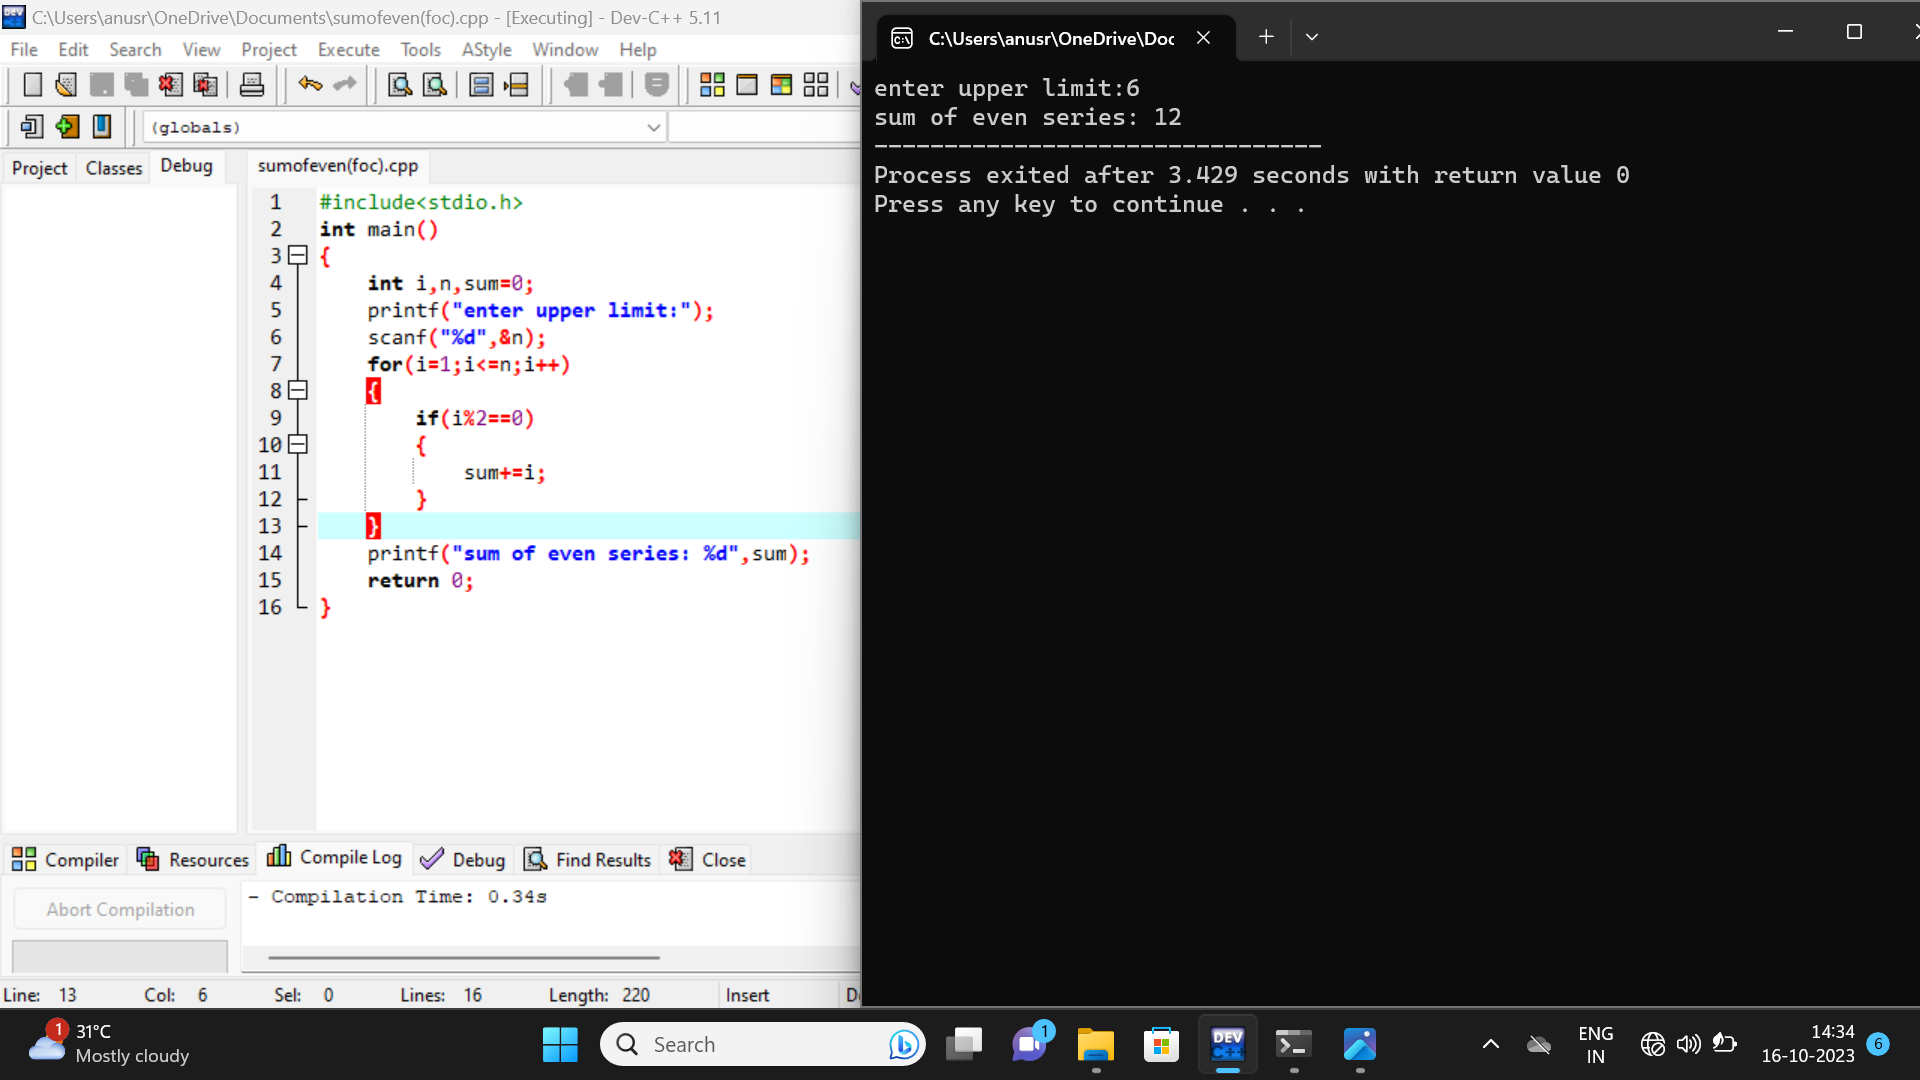 C:\Users\anusr\OneDrive\Documents\sumofeven(foc).cpp - [Executing] - Dev-C++ 5.11
File Edit Search View Project Execute Tools AStyle Window Help
(globals)
Project Classes Debug
sumofeven(foc).cpp
1 #include<stdio.h>
2 int main()
3 {
4 int i,n,sum=0;
5 printf("enter upper limit:");
6 scanf("%d",&n);
7 for(i=1;i<=n;i++)
8 {
9 if(i%2==0)
10 {
11 sum+=i;
12 }
13 }
14 printf("sum of even series: %d",sum);
15 return 0;
16 }
Compiler Resources Compile Log Debug Find Results Close
Abort Compilation
- Compilation Time: 0.34s
Line: 13 Col: 6 Sel: 0 Lines: 16 Length: 220 Insert
C:\Users\anusr\OneDrive\Doc
enter upper limit:6
sum of even series: 12
--------------------------------
Process exited after 3.429 seconds with return value 0
Press any key to continue . . .
1
31°C
Mostly cloudy
Search
1
DEV
C++
ENG
IN
14:34
16-10-2023
6